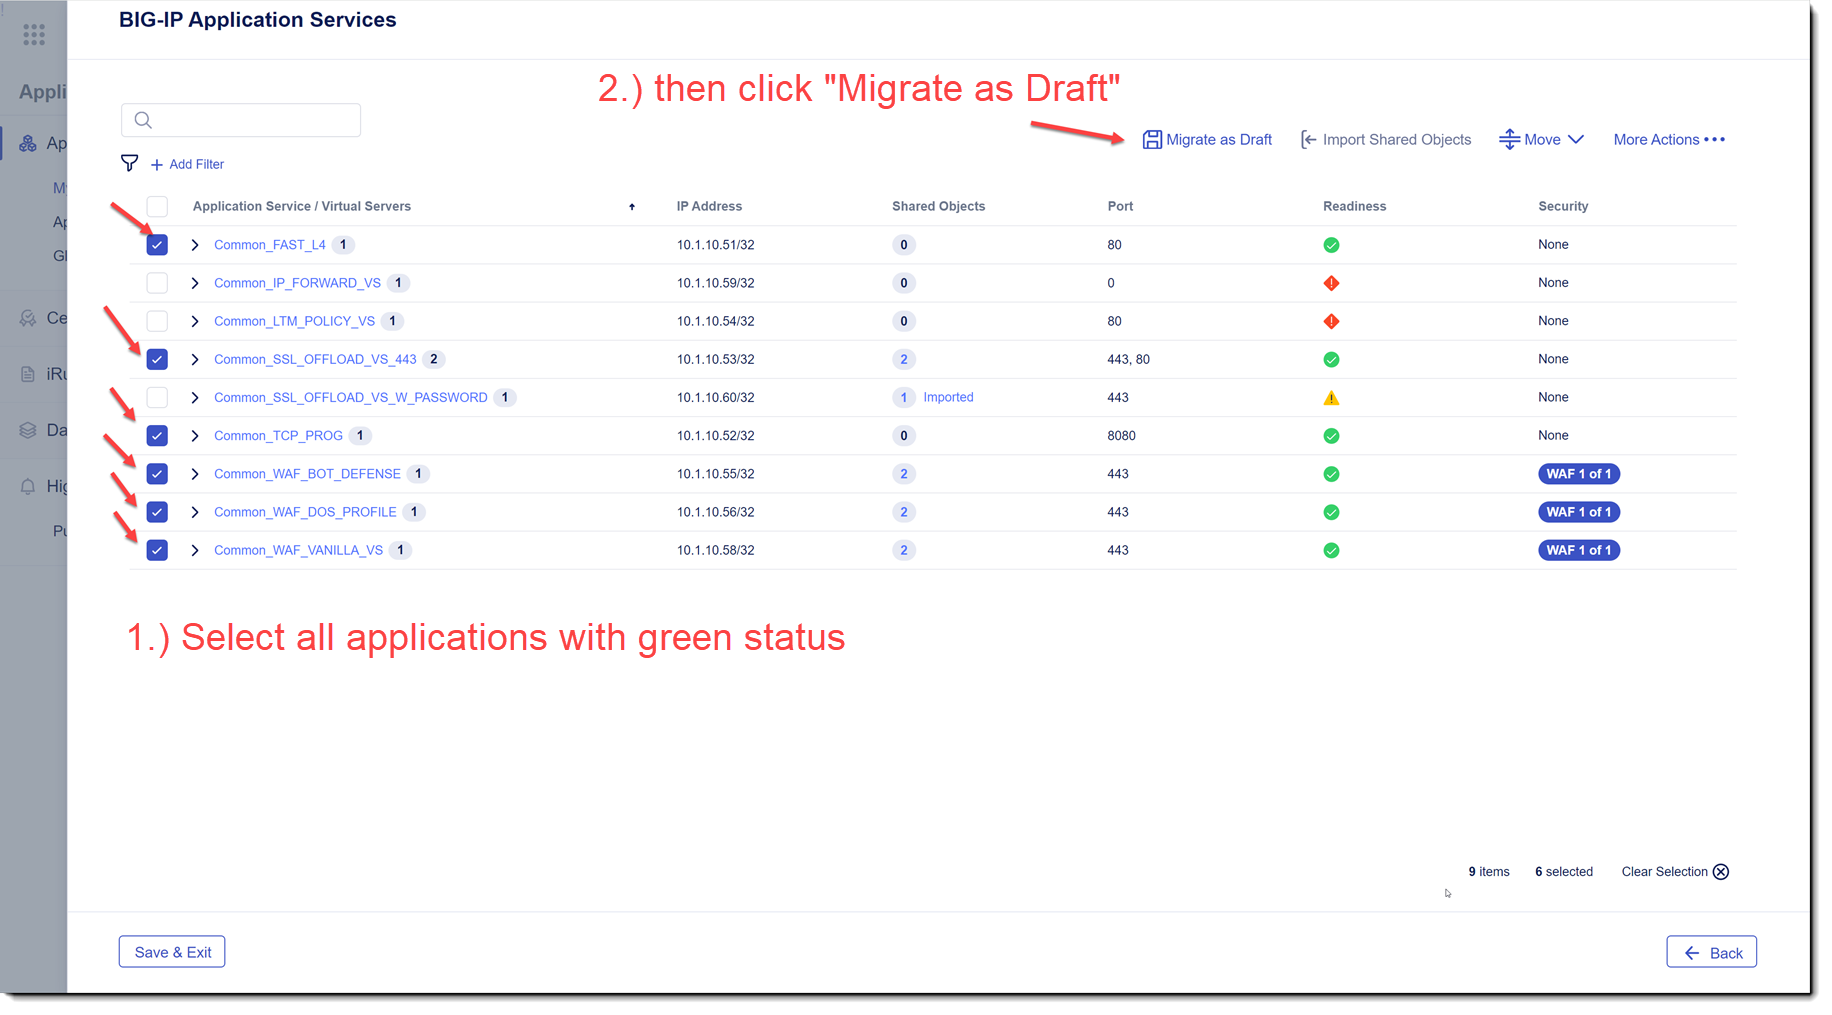 BIG-IP Application Services
2.) then click "Migrate as Draft"
Appli
Migrate as Draft
Import Shared Objects
Move
More Actions
+ Add Filter
Application Service / Virtual Servers IP Address Shared Objects Port Readiness Security
Common_FAST_L4 1 10.1.10.51/32 0 80 None
Common_IP_FORWARD_VS 1 10.1.10.59/32 0 0 None
Common_LTM_POLICY_VS 1 10.1.10.54/32 0 80 None
Common_SSL_OFFLOAD_VS_443 2 10.1.10.53/32 2 443, 80 None
Common_SSL_OFFLOAD_VS_W_PASSWORD 1 10.1.10.60/32 1 Imported 443 None
Common_TCP_PROG 1 10.1.10.52/32 0 8080 None
Common_WAF_BOT_DEFENSE 1 10.1.10.55/32 2 443 WAF 1 of 1
Common_WAF_DOS_PROFILE 1 10.1.10.56/32 2 443 WAF 1 of 1
Common_WAF_VANILLA_VS 1 10.1.10.58/32 2 443 WAF 1 of 1
Ap
Ce
iRu
Da
Hig
1.) Select all applications with green status
9 items 6 selected Clear Selection
Save & Exit
Back